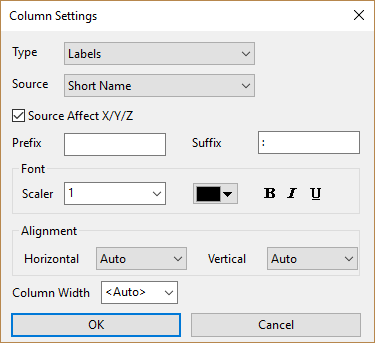 Column Settings
Type Labels
Source Short Name
Source Affect X/Y/Z
Prefix Suffix :
Font
Scaler 1 B I U
Alignment
Horizontal Auto Vertical Auto
Column Width <Auto>
OK Cancel